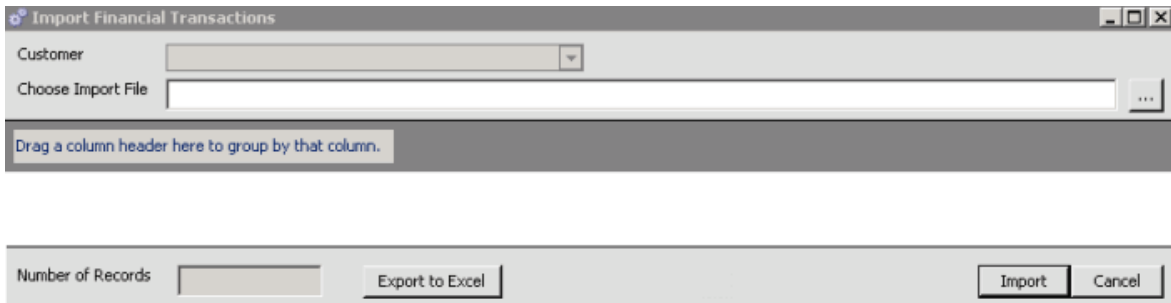 Import Financial Transactions
Customer
Choose Import File
...
Drag a column header here to group by that column.
Number of Records
Export to Excel
Import
Cancel